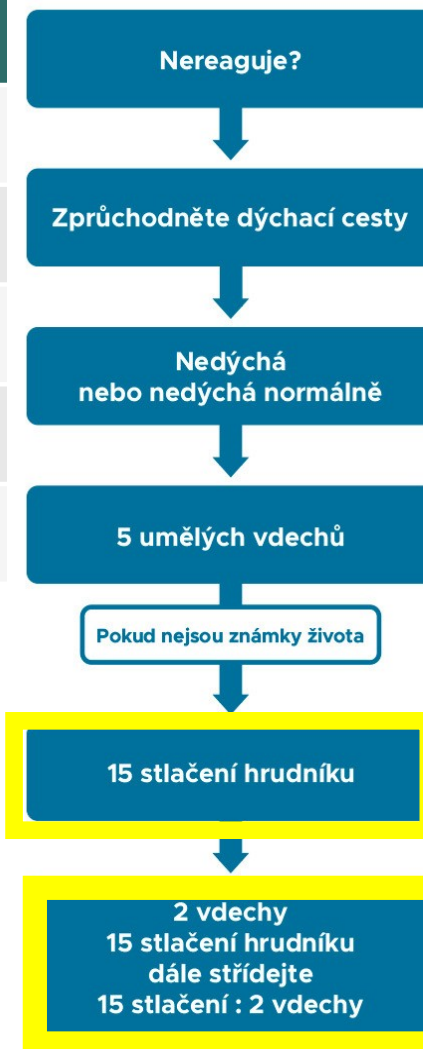 Nereaguje?
Zprůchodněte dýchací cesty
Nedýchá
nebo nedýchá normálně
5 umělých vdechů
Pokud nejsou známky života
15 stlačení hrudníku
2 vdechy
15 stlačení hrudníku
dále střídejte
15 stlačení : 2 vdechy